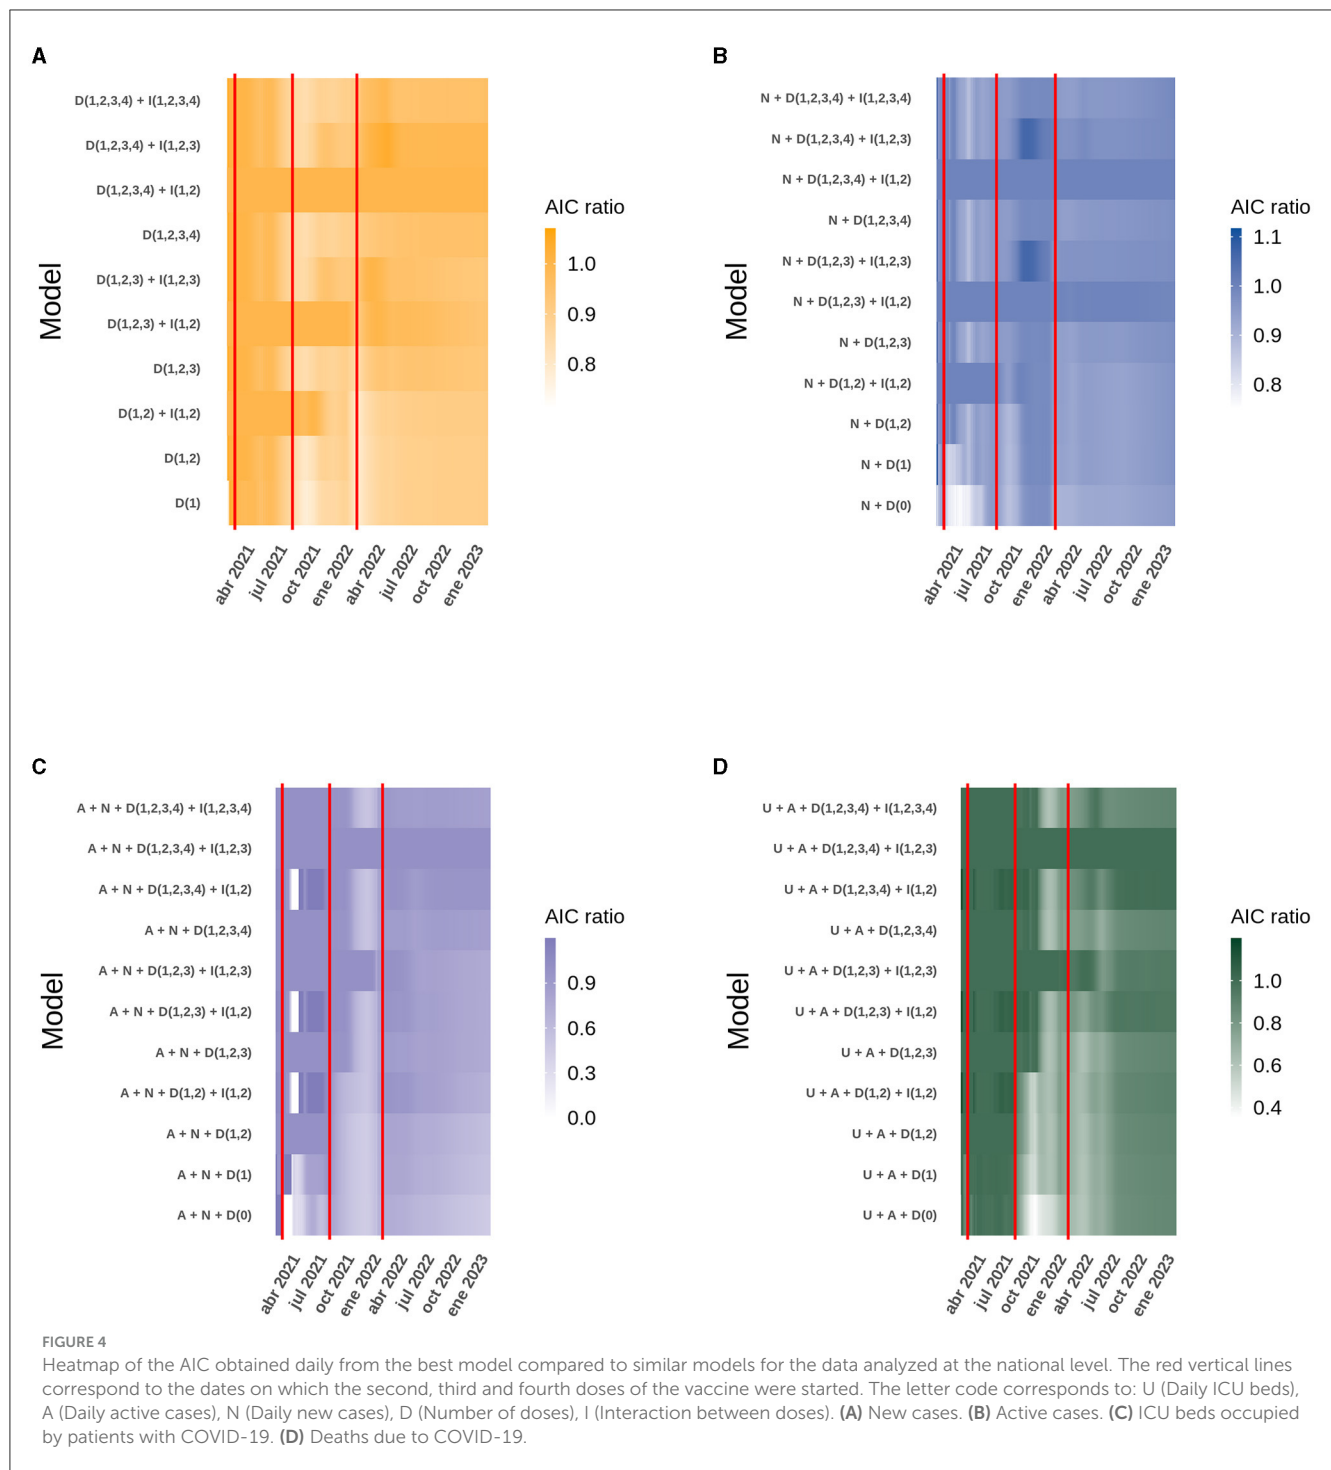 A
Model
D(1,2,3,4) + I(1,2,3,4)
D(1,2,3,4) + I(1,2,3)
D(1,2,3,4) + I(1,2)
D(1,2,3,4)
D(1,2,3) + I(1,2,3)
D(1,2,3) + I(1,2)
D(1,2,3)
D(1,2) + I(1,2)
D(1,2)
D(1)
abr 2021
jul 2021
oct 2021
ene 2022
abr 2022
jul 2022
oct 2022
ene 2023
AIC ratio
1.0
0.9
0.8
B
Model
N + D(1,2,3,4) + I(1,2,3,4)
N + D(1,2,3,4) + I(1,2,3)
N + D(1,2,3,4) + I(1,2)
N + D(1,2,3,4)
N + D(1,2,3) + I(1,2,3)
N + D(1,2,3) + I(1,2)
N + D(1,2,3)
N + D(1,2) + I(1,2)
N + D(1,2)
N + D(1)
N + D(0)
abr 2021
jul 2021
oct 2021
ene 2022
abr 2022
jul 2022
oct 2022
ene 2023
AIC ratio
1.1
1.0
0.9
0.8
C
Model
A + N + D(1,2,3,4) + I(1,2,3,4)
A + N + D(1,2,3,4) + I(1,2,3)
A + N + D(1,2,3,4) + I(1,2)
A + N + D(1,2,3,4)
A + N + D(1,2,3) + I(1,2,3)
A + N + D(1,2,3) + I(1,2)
A + N + D(1,2,3)
A + N + D(1,2) + I(1,2)
A + N + D(1,2)
A + N + D(1)
A + N + D(0)
abr 2021
jul 2021
oct 2021
ene 2022
abr 2022
jul 2022
oct 2022
ene 2023
AIC ratio
0.9
0.6
0.3
0.0
D
Model
U + A + D(1,2,3,4) + I(1,2,3,4)
U + A + D(1,2,3,4) + I(1,2,3)
U + A + D(1,2,3,4) + I(1,2)
U + A + D(1,2,3,4)
U + A + D(1,2,3) + I(1,2,3)
U + A + D(1,2,3) + I(1,2)
U + A + D(1,2,3)
U + A + D(1,2) + I(1,2)
U + A + D(1,2)
U + A + D(1)
U + A + D(0)
abr 2021
jul 2021
oct 2021
ene 2022
abr 2022
jul 2022
oct 2022
ene 2023
AIC ratio
1.0
0.8
0.6
0.4
FIGURE 4
Heatmap of the AIC obtained daily from the best model compared to similar models for the data analyzed at the national level. The red vertical lines
correspond to the dates on which the second, third and fourth doses of the vaccine were started. The letter code corresponds to: U (Daily ICU beds),
A (Daily active cases), N (Daily new cases), D (Number of doses), I (Interaction between doses). (A) New cases. (B) Active cases. (C) ICU beds occupied
by patients with COVID-19. (D) Deaths due to COVID-19.